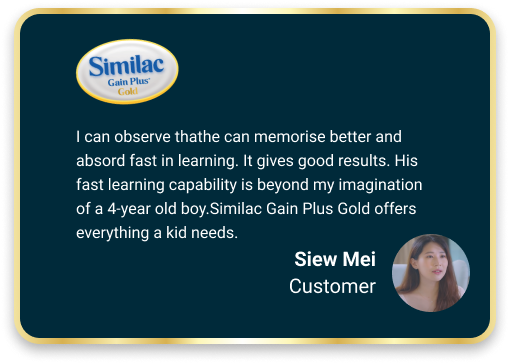 Similac
Gain Plus
Gold
I can observe thathe can memorise better and
absord fast in learning. It gives good results. His
fast learning capability is beyond my imagination
of a 4-year old boy.Similac Gain Plus Gold offers
everything a kid needs.
Siew Mei
Customer